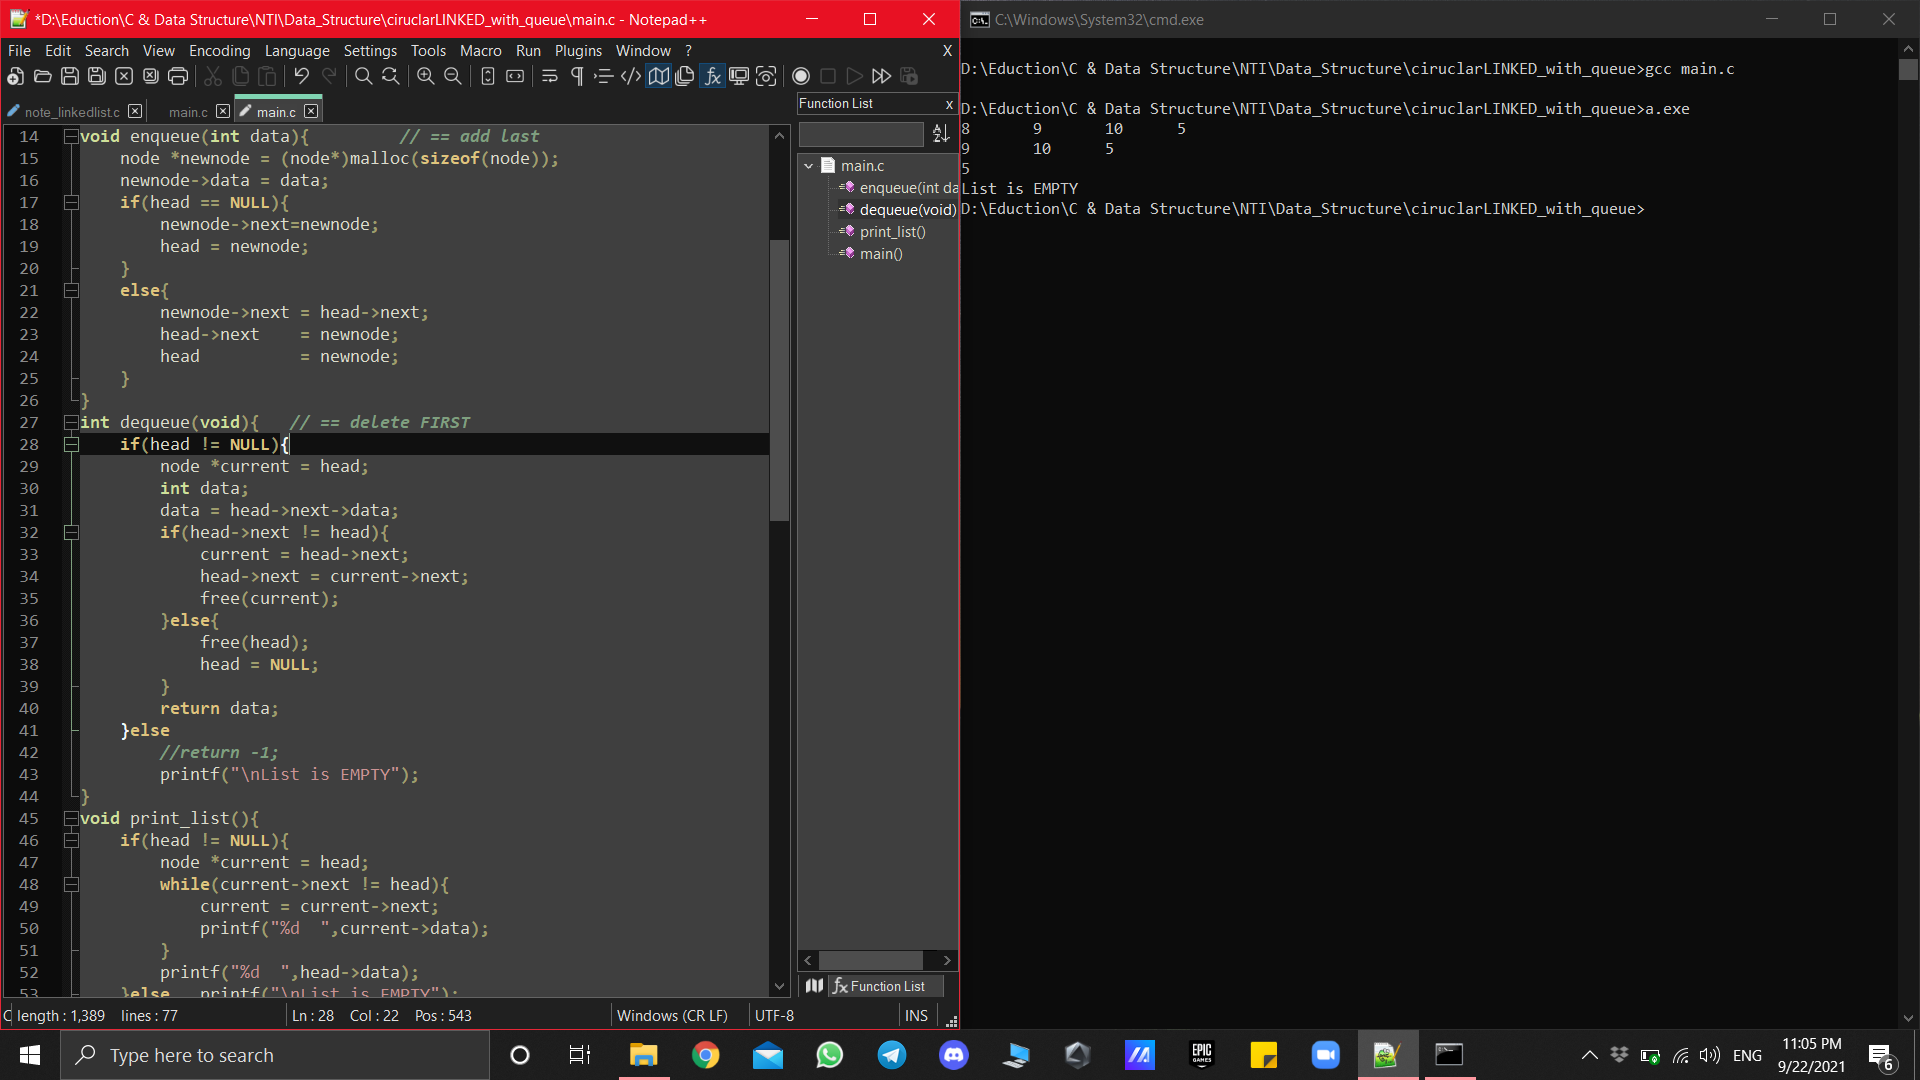 *D:\Eduction\C & Data Structure\NTI\Data_Structure\ciruclarLINKED_with_queue\main.c - Notepad++
File Edit Search View Encoding Language Settings Tools Macro Run Plugins Window ? X
note_linkedlist.c main.c main.c
14 void enqueue(int data){ // == add last
15 node *newnode = (node*)malloc(sizeof(node));
16 newnode->data = data;
17 if(head == NULL){
18 newnode->next=newnode;
19 head = newnode;
20 }
21 else{
22 newnode->next = head->next;
23 head->next = newnode;
24 head = newnode;
25 }
26 }
27 int dequeue(void){ // == delete FIRST
28 if(head != NULL){
29 node *current = head;
30 int data;
31 data = head->next->data;
32 if(head->next != head){
33 current = head->next;
34 head->next = current->next;
35 free(current);
36 }else{
37 free(head);
38 head = NULL;
39 }
40 return data;
41 }else
42 //return -1;
43 printf("\nList is EMPTY");
44 }
45 void print_list(){
46 if(head != NULL){
47 node *current = head;
48 while(current->next != head){
49 current = current->next;
50 printf("%d  ",current->data);
51 }
52 printf("%d  ",head->data);
53 }else printf("\nList is EMPTY");
Function List x
main.c
enqueue(int da
dequeue(void)
print_list()
main()
Function List
C length : 1,389 lines : 77 Ln : 28 Col : 22 Pos : 543 Windows (CR LF) UTF-8 INS
C:\Windows\System32\cmd.exe
D:\Eduction\C & Data Structure\NTI\Data_Structure\ciruclarLINKED_with_queue>gcc main.c
D:\Eduction\C & Data Structure\NTI\Data_Structure\ciruclarLINKED_with_queue>a.exe
8 9 10 5
9 10 5
5
List is EMPTY
D:\Eduction\C & Data Structure\NTI\Data_Structure\ciruclarLINKED_with_queue>
Type here to search
EPIC GAMES
ENG
11:05 PM
9/22/2021
6